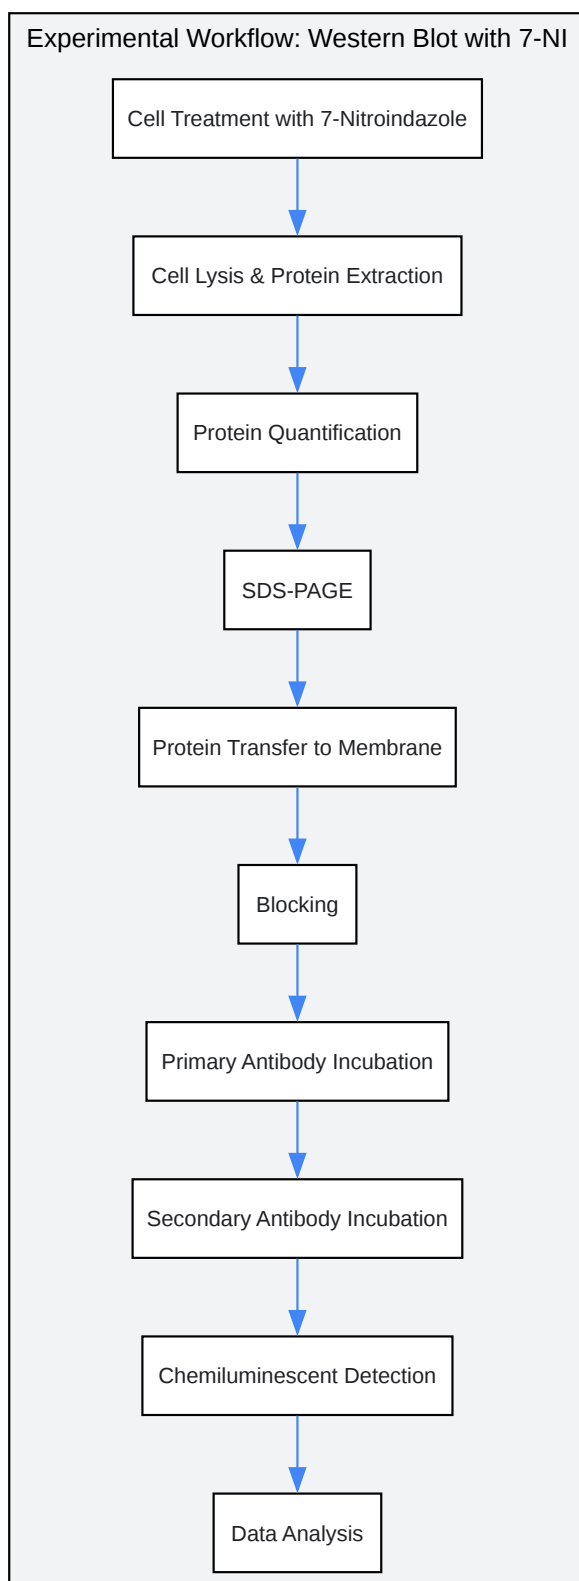 Experimental Workflow: Western Blot with 7-NI
Cell Treatment with 7-Nitroindazole
Cell Lysis & Protein Extraction
Protein Quantification
SDS-PAGE
Protein Transfer to Membrane
Blocking
Primary Antibody Incubation
Secondary Antibody Incubation
Chemiluminescent Detection
Data Analysis